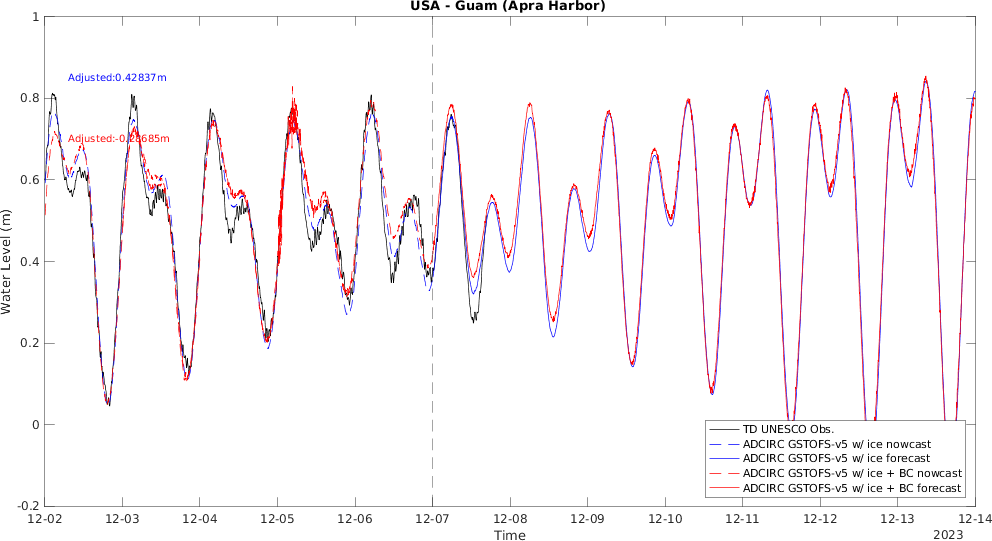 USA - Guam (Apra Harbor)
1
0.8
0.6
0.4
0.2
0
-0.2
Water Level (m)
Adjusted:0.42837m
12-02
12-03
12-04
12-05
12-06
12-07
12-08
12-09
12-10
12-11
12-12
12-13
12-14
Time
2023
TD UNESCO Obs.
ADCIRC GSTOFS-v5 w/ ice nowcast
ADCIRC GSTOFS-v5 w/ ice forecast
ADCIRC GSTOFS-v5 w/ ice + BC nowcast
ADCIRC GSTOFS-v5 w/ ice + BC forecast